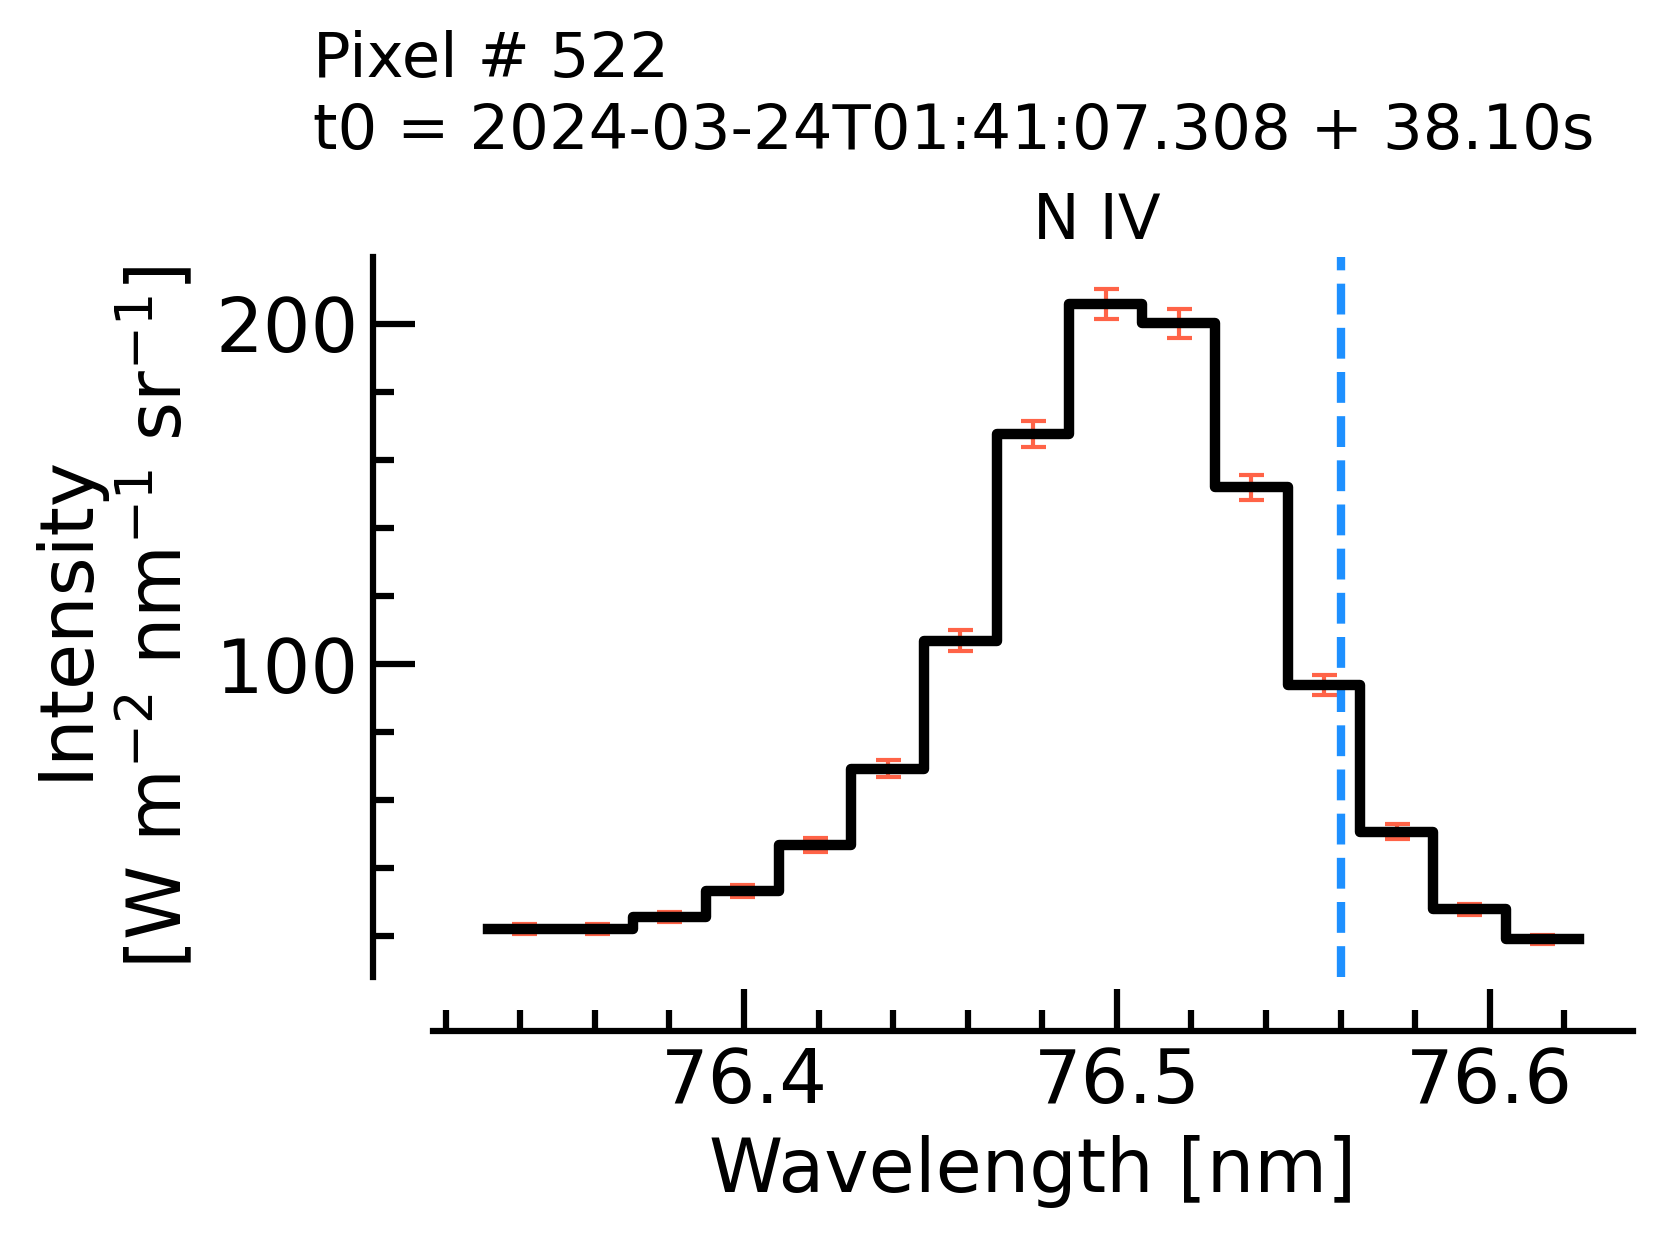 Pixel # 522
t0 = 2024-03-24T01:41:07.308 + 38.10s
N IV
Intensity
[W m⁻² nm⁻¹ sr⁻¹]
200
100
76.4 76.5 76.6
Wavelength [nm]